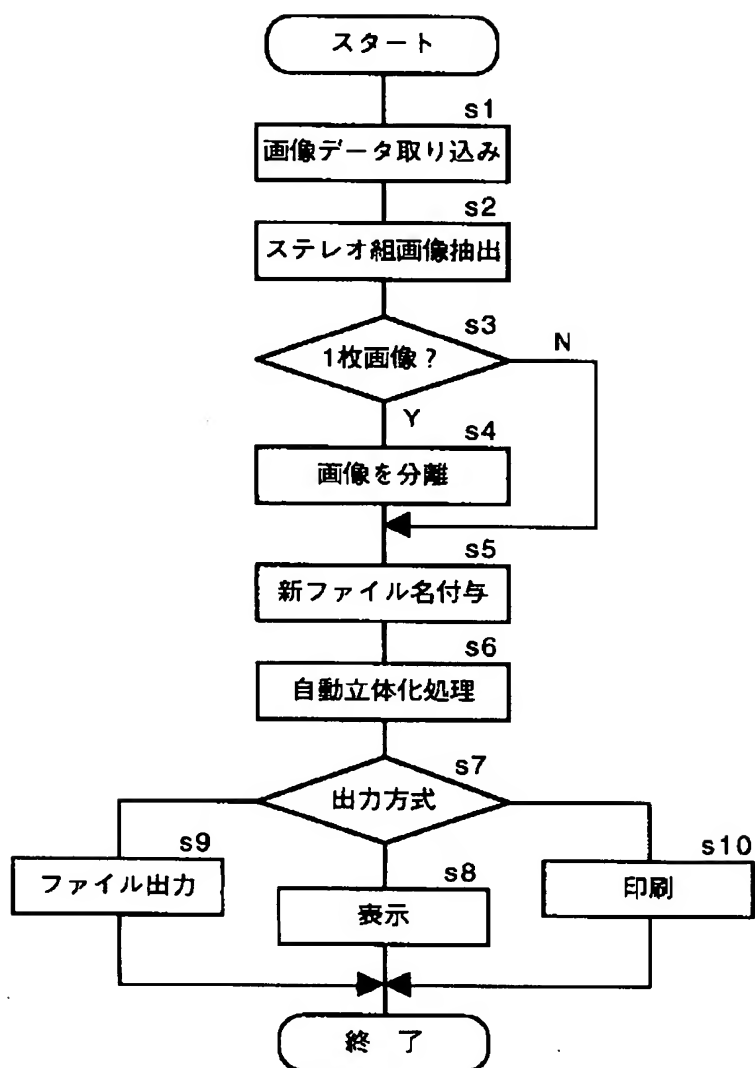 スタート
s1
画像データ取り込み
s2
ステレオ組画像抽出
s3
1枚画像？
N
Y
s4
画像を分離
s5
新ファイル名付与
s6
自動立体化処理
s7
出力方式
s9
ファイル出力
s8
表示
s10
印刷
終 了